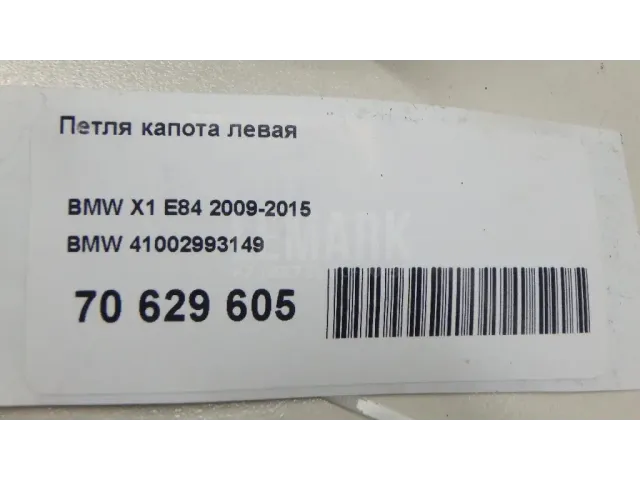 Петля капота левая
BMW X1 E84 2009-2015
BMW 41002993149
70 629 605